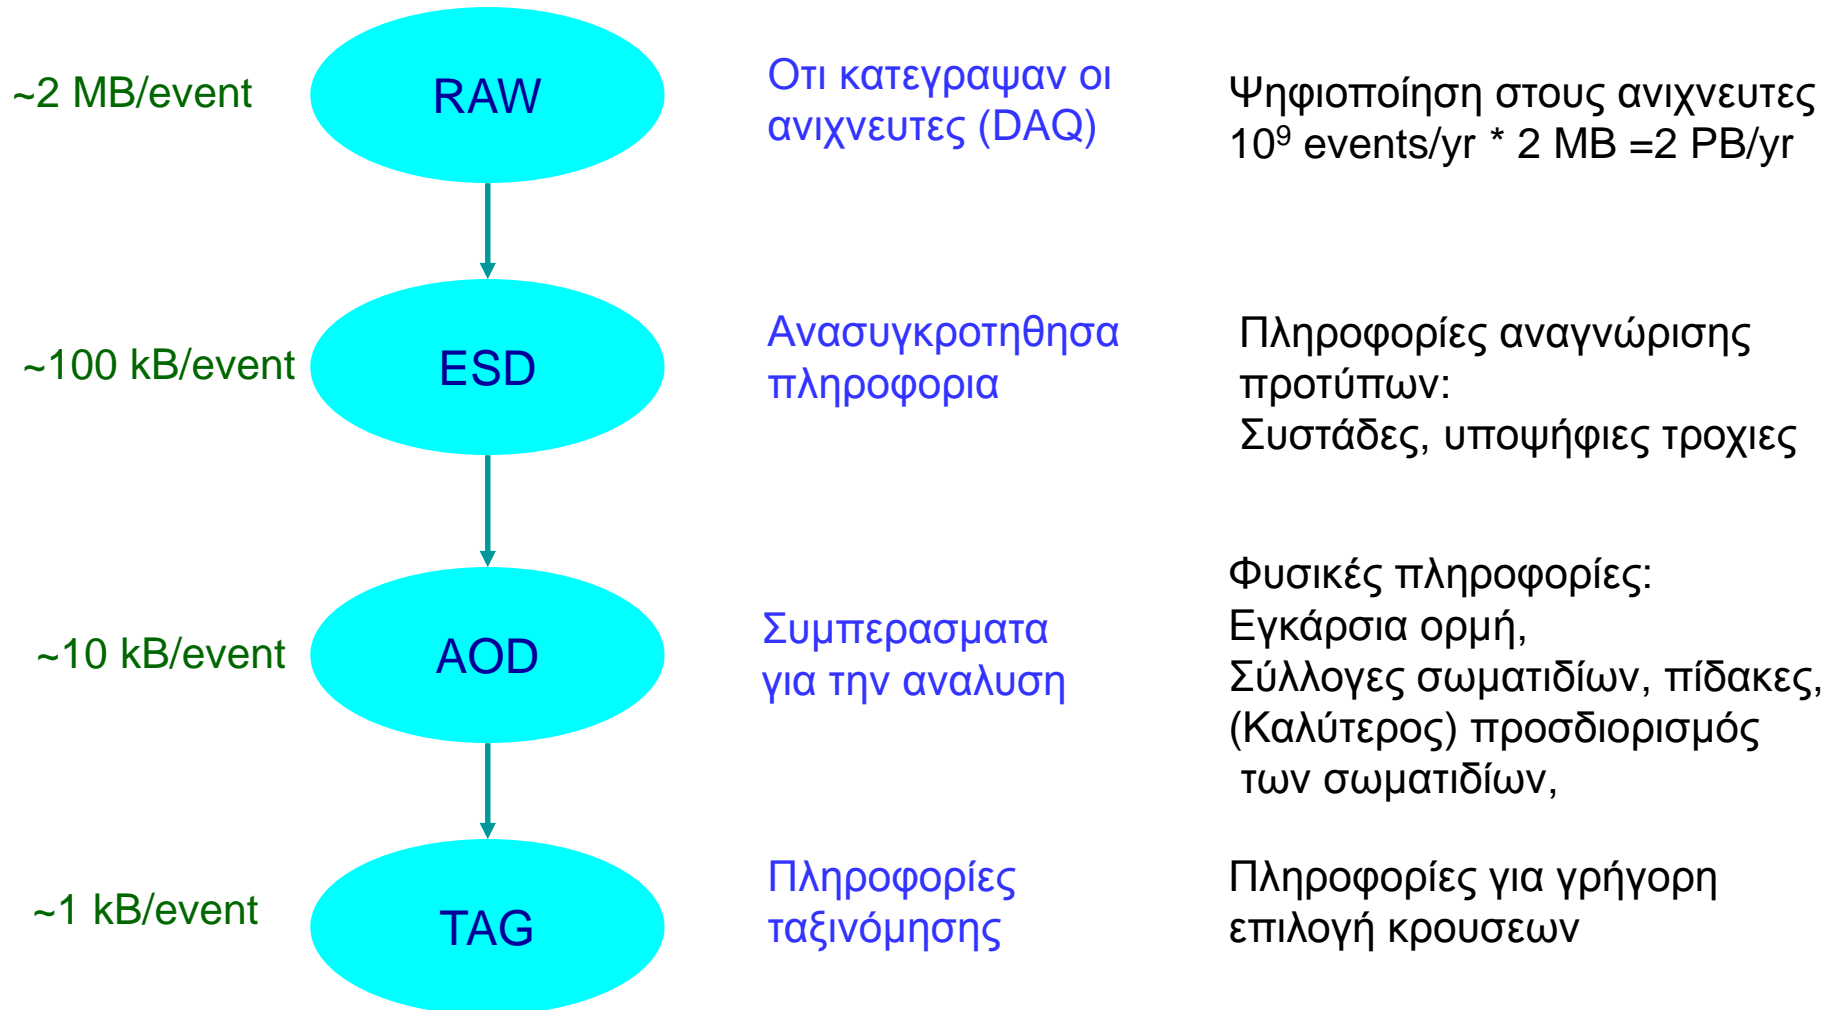 ~2 MB/event
RAW
Οτι κατεγραψαν οι
ανιχνευτες (DAQ)
Ψηφιοποίηση στους ανιχνευτες
10⁹ events/yr * 2 MB =2 PB/yr
~100 kB/event
ESD
Ανασυγκροτηθησα
πληροφορια
Πληροφορίες αναγνώρισης
προτύπων:
Συστάδες, υποψήφιες τροχιες
~10 kB/event
AOD
Συμπερασματα
για την αναλυση
Φυσικές πληροφορίες:
Εγκάρσια ορμή,
Σύλλογες σωματιδίων, πίδακες,
(Καλύτερος) προσδιορισμός
των σωματιδίων,
~1 kB/event
TAG
Πληροφορίες
ταξινόμησης
Πληροφορίες για γρήγορη
επιλογή κρουσεων